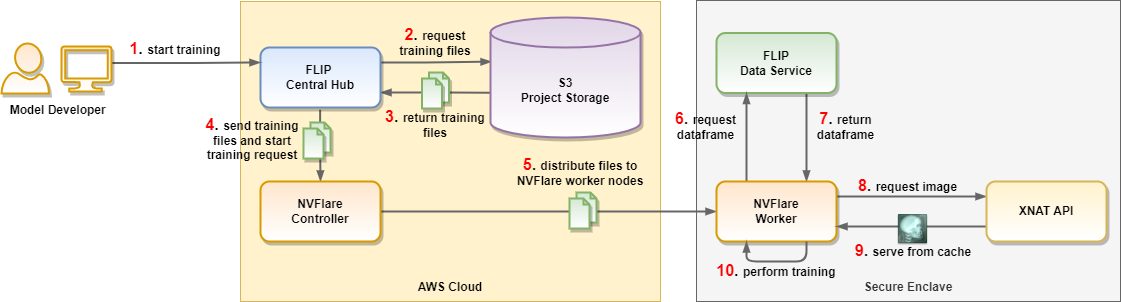 1. start training
Model Developer
FLIP
Central Hub
2. request
training files
3. return training
files
S3
Project Storage
4. send training
files and start
training request
NVFlare
Controller
5. distribute files to
NVFlare worker nodes
AWS Cloud
FLIP
Data Service
6. request
dataframe
7. return
dataframe
NVFlare
Worker
8. request image
XNAT API
9. serve from cache
10. perform training
Secure Enclave